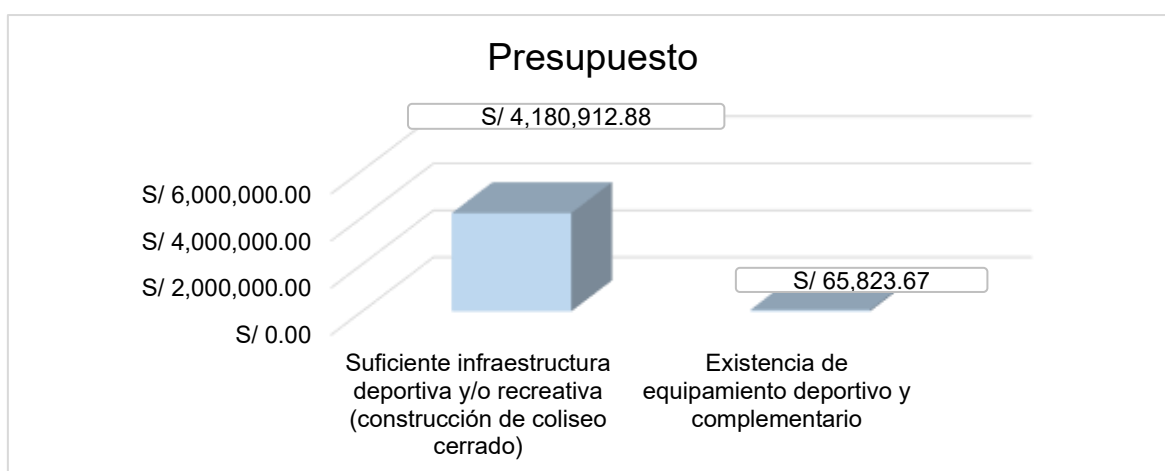 Presupuesto
S/ 4,180,912.88
S/ 6,000,000.00
S/ 4,000,000.00
S/ 2,000,000.00
S/ 65,823.67
S/ 0.00
Suficiente infraestructura
deportiva y/o recreativa
(construcción de coliseo
cerrado)
Existencia de
equipamiento deportivo y
complementario